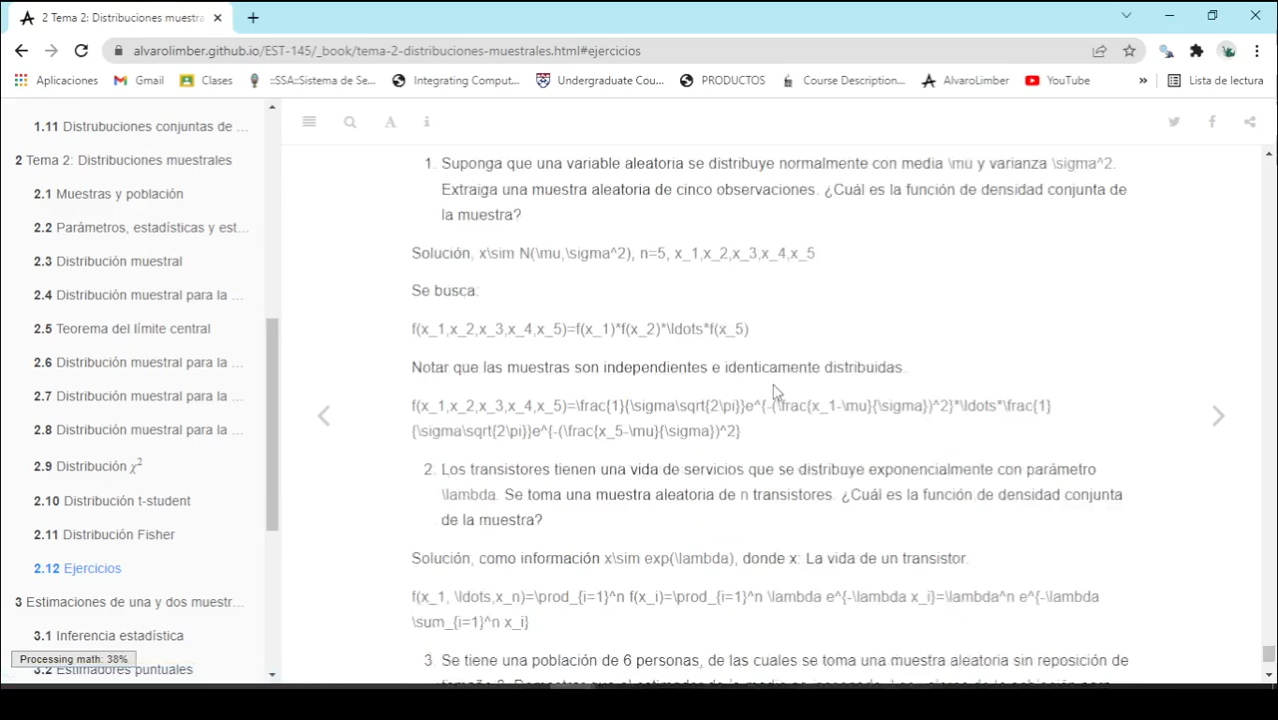 2 Tema 2: Distribuciones muestra
alvarolimber.github.io/EST-145/_book/tema-2-distribuciones-muestrales.html#ejercicios
Aplicaciones Gmail Clases ::SSA::Sistema de Se... Integrating Comput... Undergraduate Cou... PRODUCTOS Course Description... AlvaroLimber YouTube » Lista de lectura
1.11 Distrubuciones conjuntas de ...
2 Tema 2: Distribuciones muestrales
2.1 Muestras y población
2.2 Parámetros, estadísticas y est...
2.3 Distribución muestral
2.4 Distribución muestral para la ...
2.5 Teorema del límite central
2.6 Distribución muestral para la ...
2.7 Distribución muestral para la ...
2.8 Distribución muestral para la ...
2.9 Distribución χ²
2.10 Distribución t-student
2.11 Distribución Fisher
2.12 Ejercicios
3 Estimaciones de una y dos muestr...
3.1 Inferencia estadística
3.2 Estimadores puntuales
Processing math: 38%
1. Suponga que una variable aleatoria se distribuye normalmente con media \mu y varianza \sigma^2.
Extraiga una muestra aleatoria de cinco observaciones. ¿Cuál es la función de densidad conjunta de
la muestra?
Solución, x\sim N(\mu,\sigma^2), n=5, x_1,x_2,x_3,x_4,x_5
Se busca:
f(x_1,x_2,x_3,x_4,x_5)=f(x_1)*f(x_2)*\ldots*f(x_5)
Notar que las muestras son independientes e identicamente distribuidas.
f(x_1,x_2,x_3,x_4,x_5)=\frac{1}{\sigma\sqrt{2\pi}}e^{-(\frac{x_1-\mu}{\sigma})^2}*\ldots*\frac{1}
{\sigma\sqrt{2\pi}}e^{-(\frac{x_5-\mu}{\sigma})^2}
2. Los transistores tienen una vida de servicios que se distribuye exponencialmente con parámetro
\lambda. Se toma una muestra aleatoria de n transistores. ¿Cuál es la función de densidad conjunta
de la muestra?
Solución, como información x\sim exp(\lambda), donde x: La vida de un transistor.
f(x_1, \ldots,x_n)=\prod_{i=1}^n f(x_i)=\prod_{i=1}^n \lambda e^{-\lambda x_i}=\lambda^n e^{-\lambda
\sum_{i=1}^n x_i}
3. Se tiene una población de 6 personas, de las cuales se toma una muestra aleatoria sin reposición de